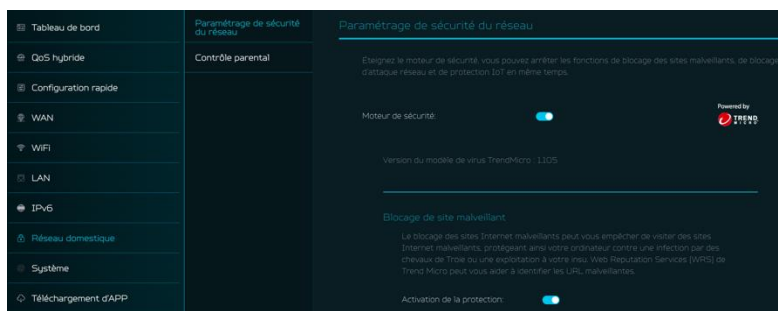 Tableau de bord
QoS hybride
Configuration rapide
WAN
WiFi
LAN
IPv6
Réseau domestique
Système
Téléchargement d'APP
Paramétrage de sécurité
du réseau
Contrôle parental
Paramétrage de sécurité du réseau
Éteignez le moteur de sécurité, vous pouvez arrêter les fonctions de blocage des sites malveillants, de blocage
d'attaque réseau et de protection IoT en même temps.
Moteur de sécurité:
Powered by
TREND
MICRO
Version du modèle de virus TrendMicro : 1.105
Blocage de site malveillant
Le blocage des sites Internet malveillants peut vous empêcher de visiter des sites
Internet malveillants, protégeant ainsi votre ordinateur contre une infection par des
chevaux de Troie ou une exploitation à votre insu. Web Reputation Services (WRS) de
Trend Micro peut vous aider à identifier les URL malveillantes.
Activation de la protection: